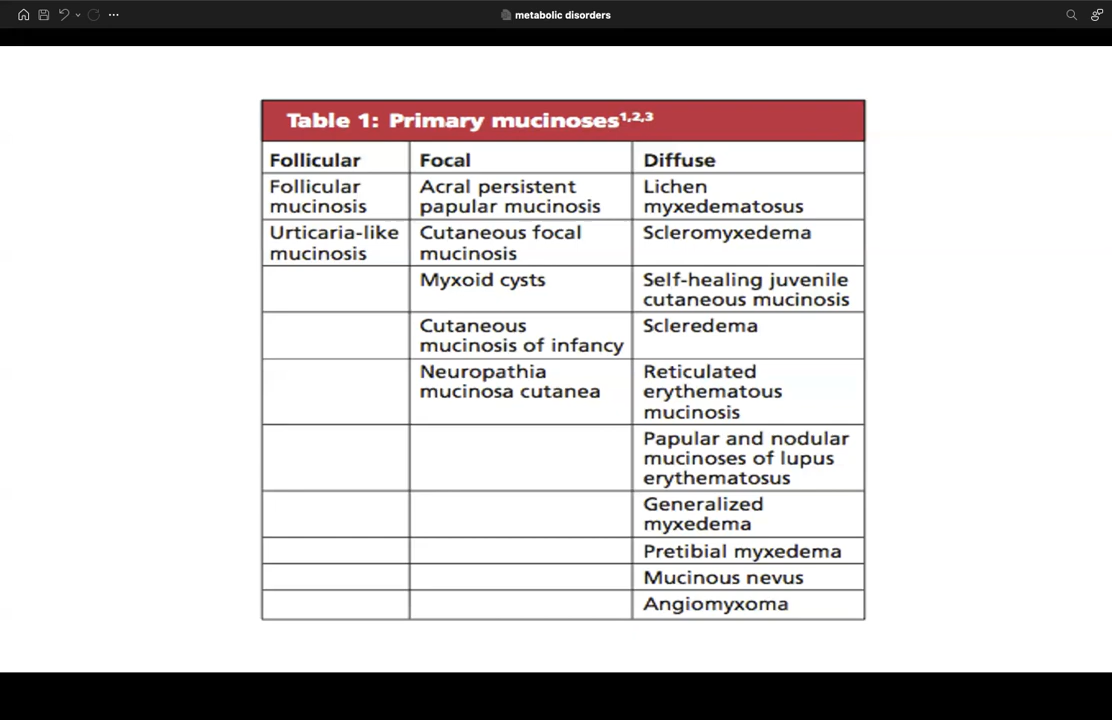 metabolic disorders
Table 1: Primary mucinoses1,2,3
Follicular
Focal
Diffuse
Follicular
mucinosis
Acral persistent
papular mucinosis
Lichen
myxedematosus
Urticaria-like
mucinosis
Cutaneous focal
mucinosis
Scleromyxedema
Myxoid cysts
Self-healing juvenile
cutaneous mucinosis
Cutaneous
mucinosis of infancy
Scleredema
Neuropathia
mucinosa cutanea
Reticulated
erythematous
mucinosis
Papular and nodular
mucinoses of lupus
erythematosus
Generalized
myxedema
Pretibial myxedema
Mucinous nevus
Angiomyxoma